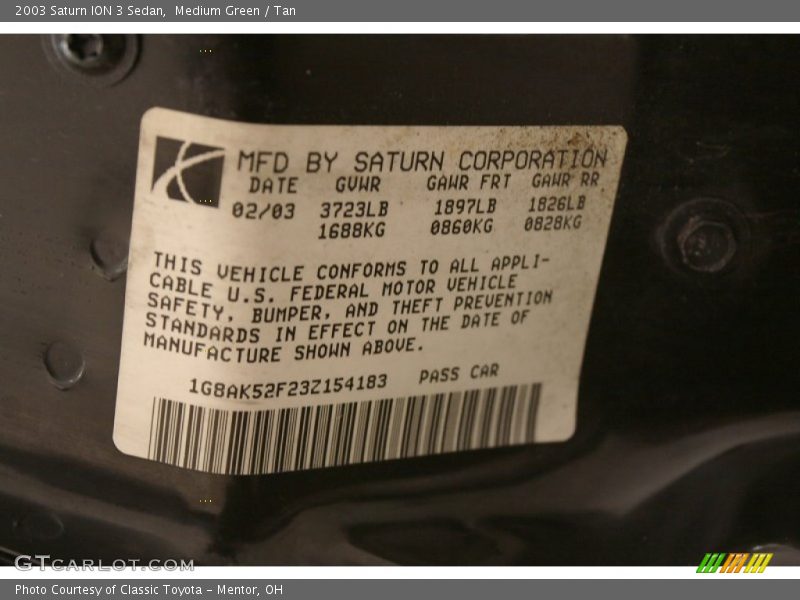 2003 Saturn ION 3 Sedan, Medium Green / Tan
MFD BY SATURN CORPORATION
DATE GVWR GAWR FRT GAWR RR
02/03 3723LB 1897LB 1826LB
1688KG 0860KG 0828KG
THIS VEHICLE CONFORMS TO ALL APPLI-
CABLE U.S. FEDERAL MOTOR VEHICLE
SAFETY, BUMPER, AND THEFT PREVENTION
STANDARDS IN EFFECT ON THE DATE OF
MANUFACTURE SHOWN ABOVE.
1G8AK52F23Z154183 PASS CAR
GTCARLOT.COM
Photo Courtesy of Classic Toyota - Mentor, OH